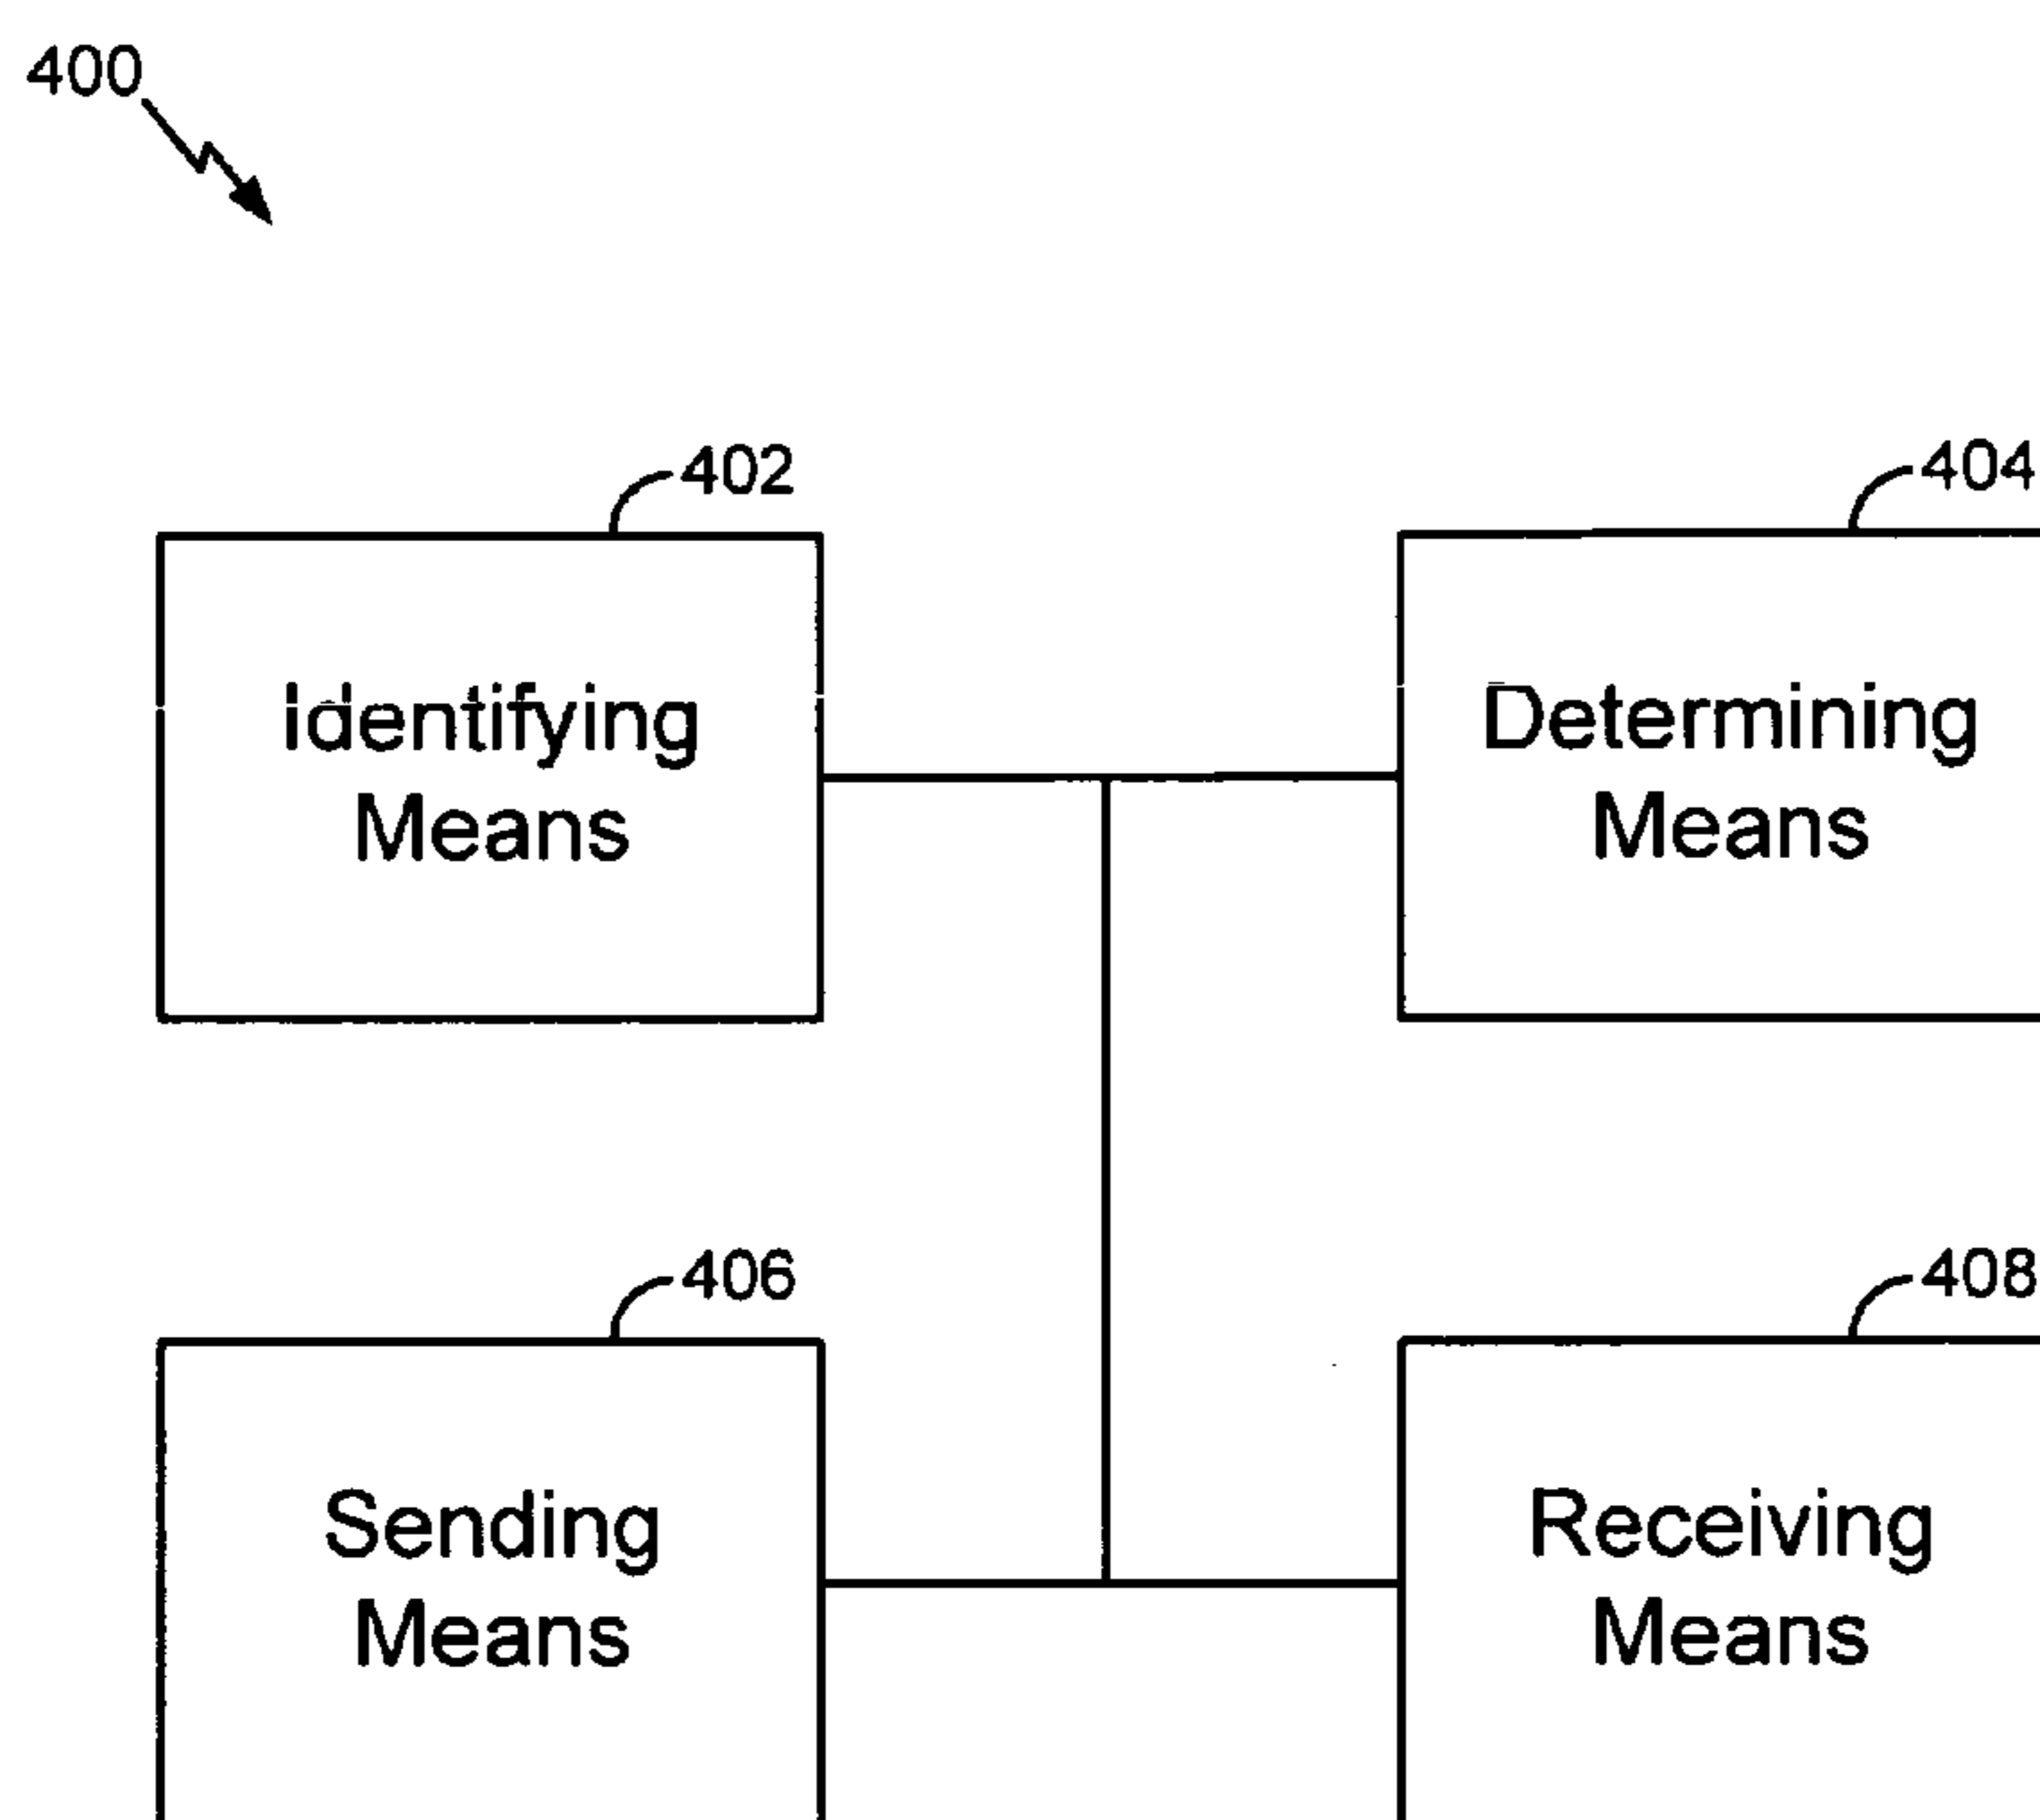 400
402
404
Identifying
Means
Determining
Means
406
408
Sending
Means
Receiving
Means